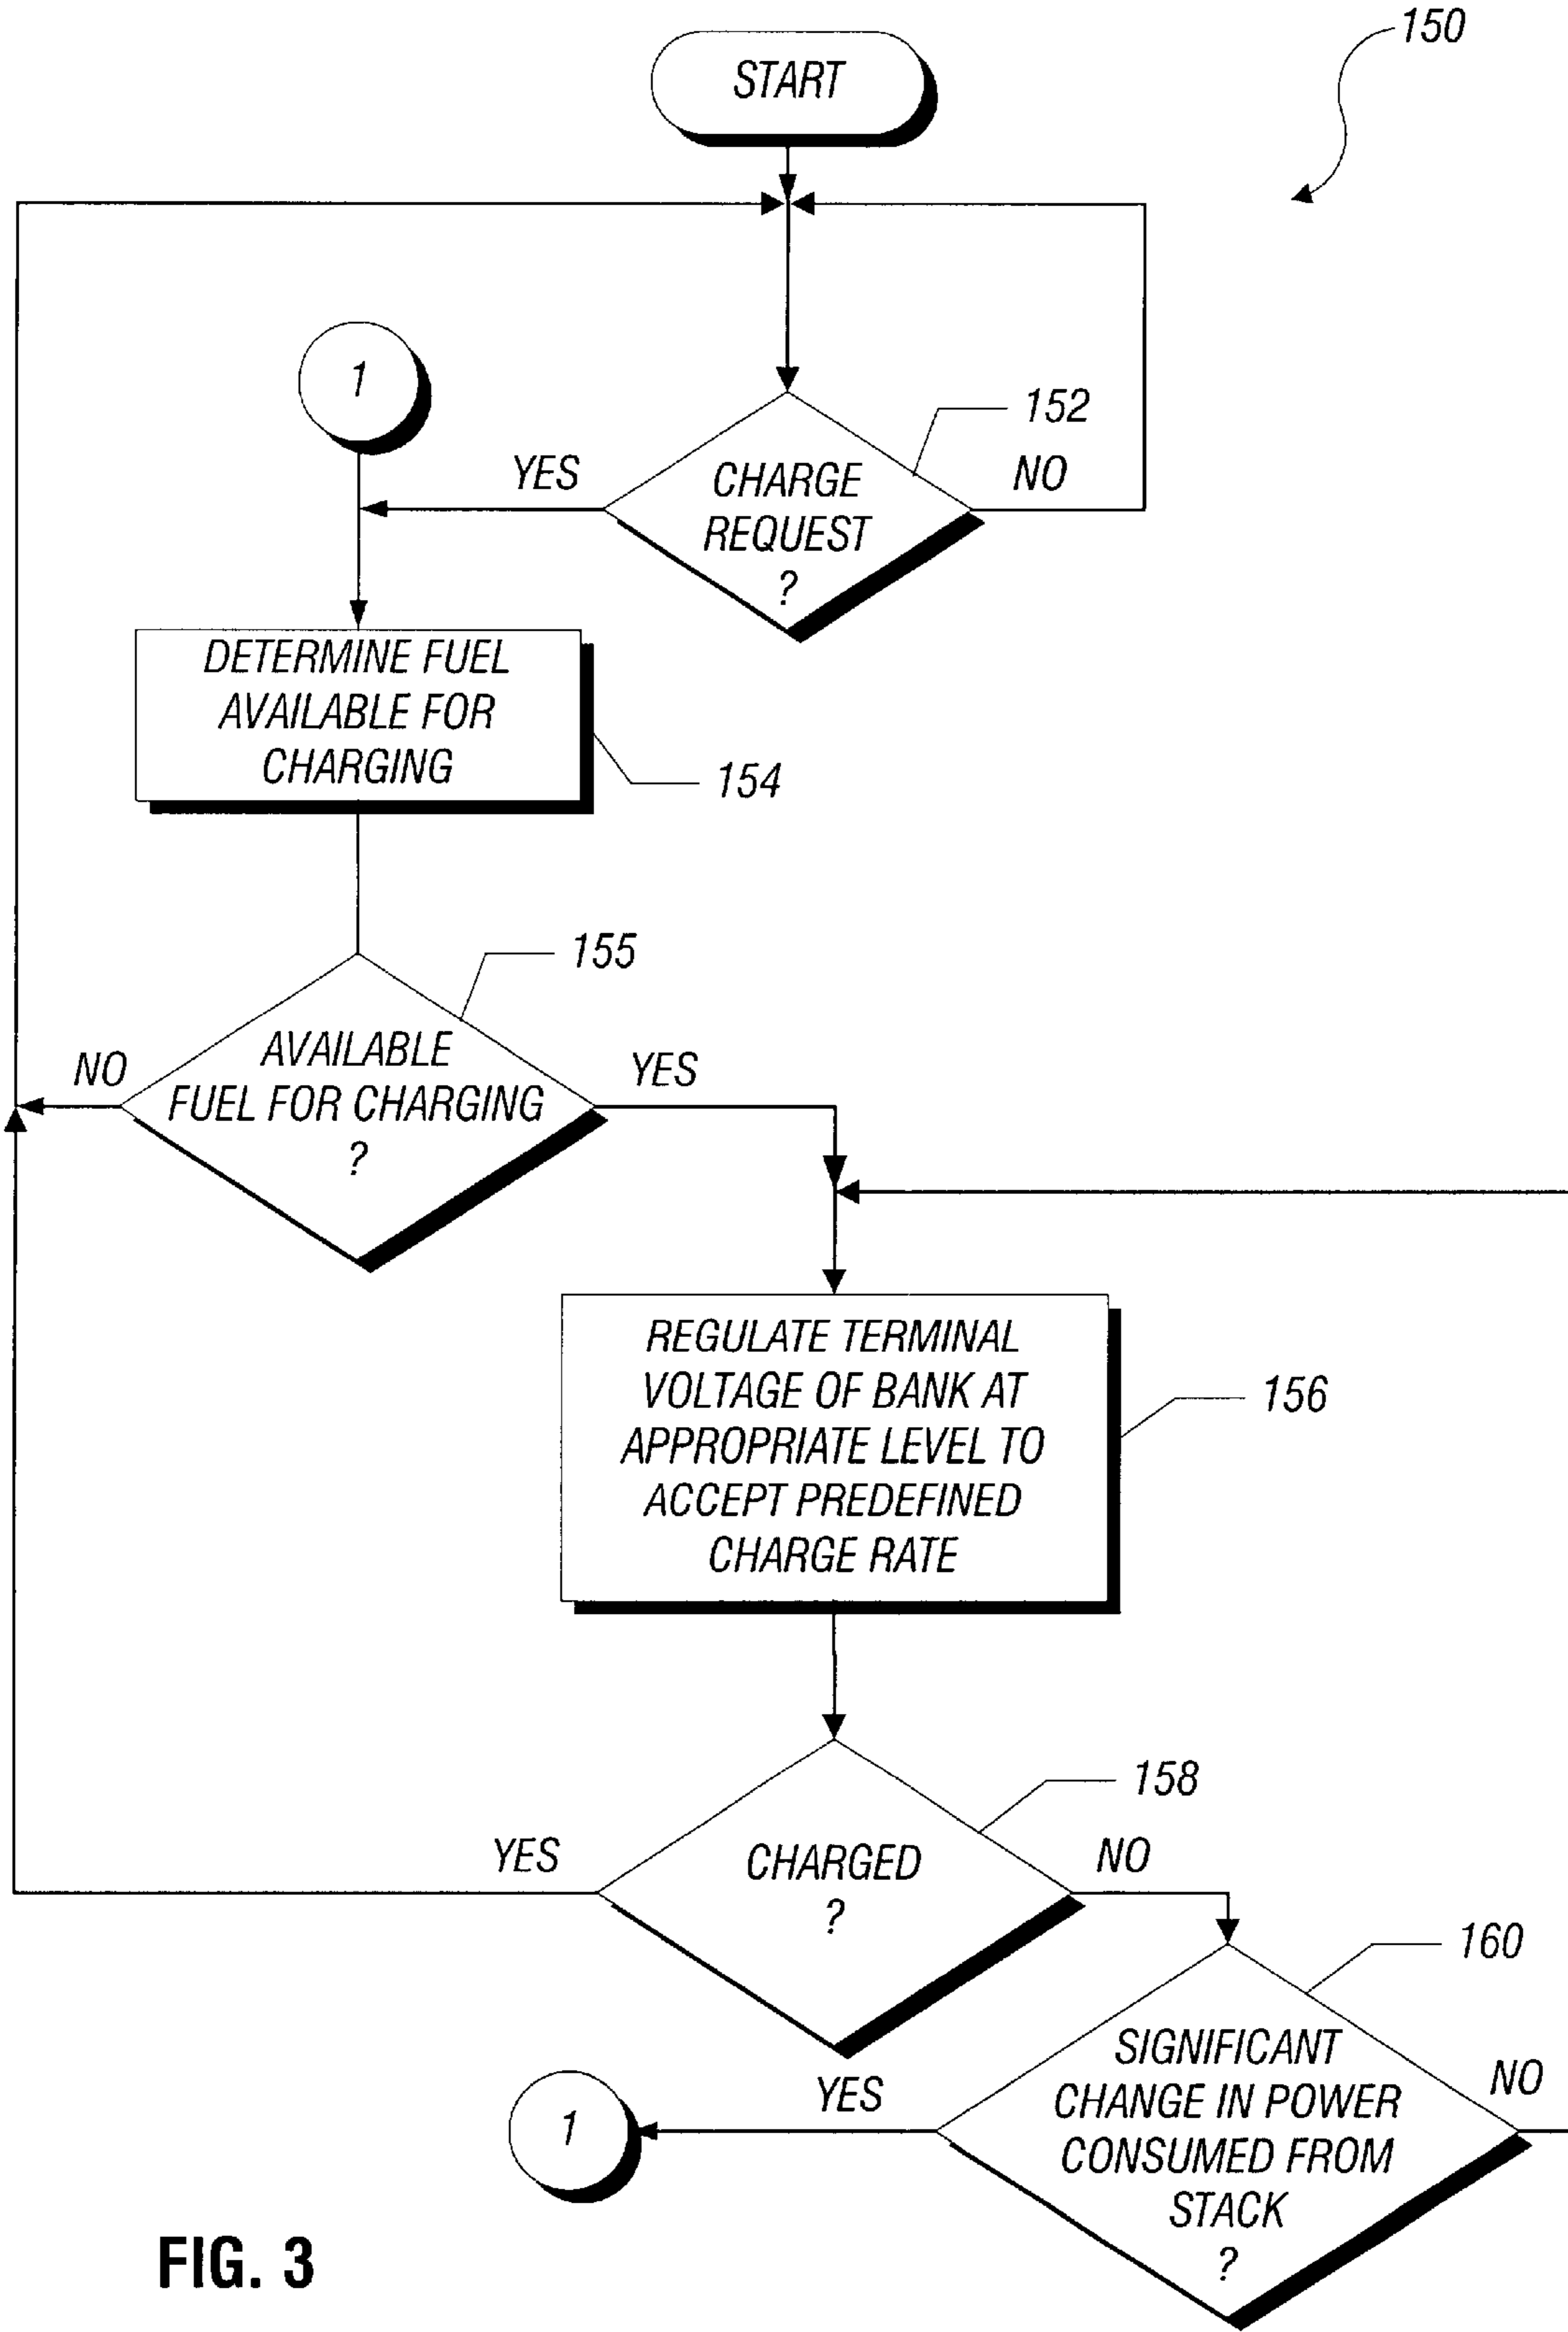 150
START
1
152
YES
CHARGE
REQUEST
?
NO
DETERMINE FUEL
AVAILABLE FOR
CHARGING
154
155
NO
AVAILABLE
FUEL FOR CHARGING
?
YES
REGULATE TERMINAL
VOLTAGE OF BANK AT
APPROPRIATE LEVEL TO
ACCEPT PREDEFINED
CHARGE RATE
156
158
YES
CHARGED
?
NO
160
SIGNIFICANT
CHANGE IN POWER
CONSUMED FROM
STACK
?
YES
NO
1
FIG. 3